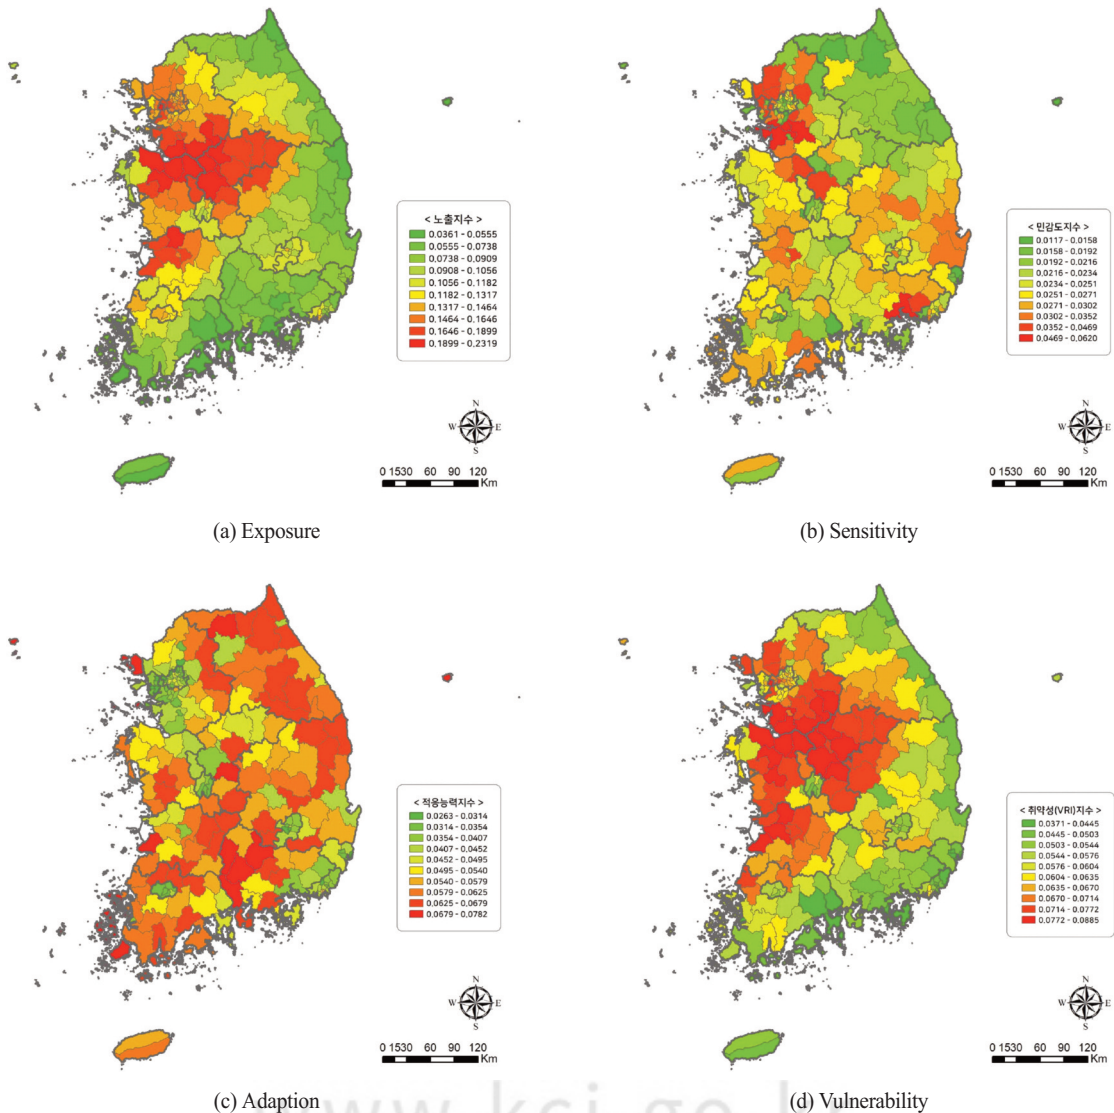 < 노출지수 >
0.0361 - 0.0555
0.0555 - 0.0738
0.0738 - 0.0909
0.0908 - 0.1056
0.1056 - 0.1182
0.1182 - 0.1317
0.1317 - 0.1464
0.1464 - 0.1646
0.1646 - 0.1899
0.1899 - 0.2319
N
W E
S
0 1530 60 90 120
Km
(a) Exposure
< 민감도지수 >
0.0117 - 0.0158
0.0158 - 0.0192
0.0192 - 0.0216
0.0216 - 0.0234
0.0234 - 0.0251
0.0251 - 0.0271
0.0271 - 0.0302
0.0302 - 0.0352
0.0352 - 0.0469
0.0469 - 0.0620
N
W E
S
0 1530 60 90 120
Km
(b) Sensitivity
< 적응능력지수 >
0.0263 - 0.0314
0.0314 - 0.0354
0.0354 - 0.0407
0.0407 - 0.0452
0.0452 - 0.0495
0.0495 - 0.0540
0.0540 - 0.0579
0.0579 - 0.0625
0.0625 - 0.0679
0.0679 - 0.0782
N
W E
S
0 1530 60 90 120
Km
(c) Adaption
< 취약성(VRI)지수 >
0.0371 - 0.0445
0.0445 - 0.0503
0.0503 - 0.0544
0.0544 - 0.0576
0.0576 - 0.0604
0.0604 - 0.0635
0.0635 - 0.0670
0.0670 - 0.0714
0.0714 - 0.0772
0.0772 - 0.0885
N
W E
S
0 1530 60 90 120
Km
(d) Vulnerability